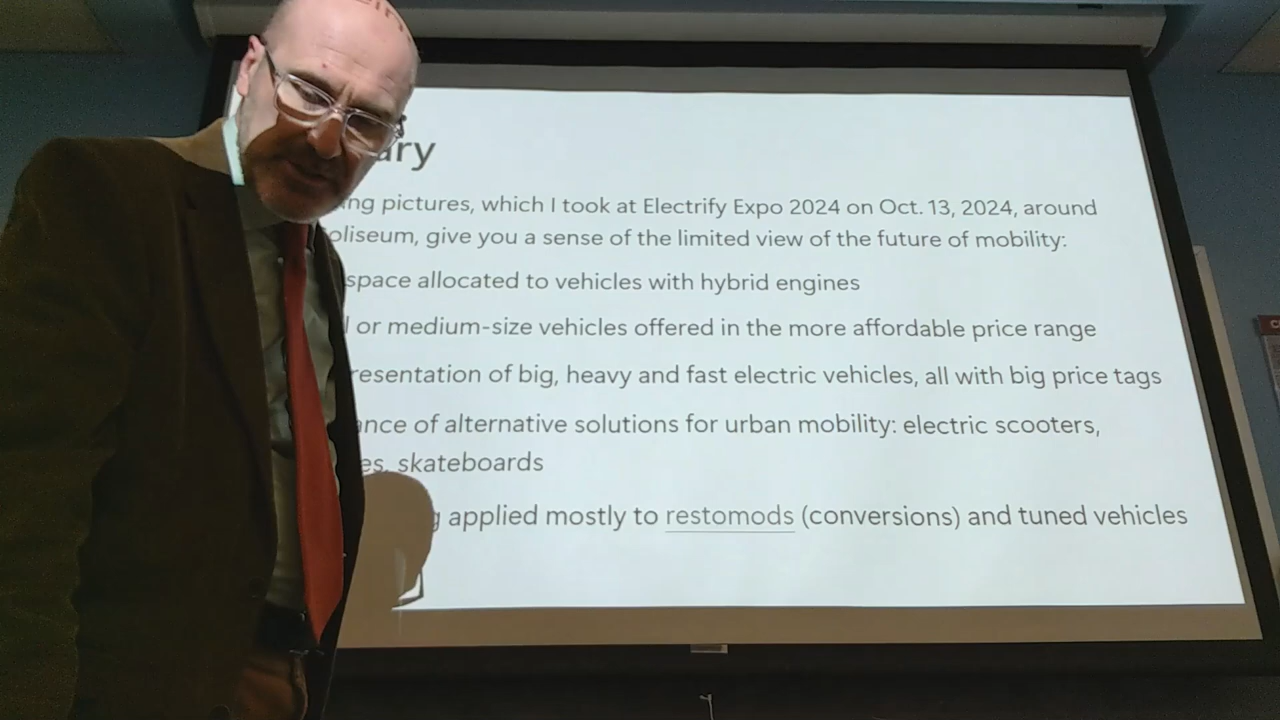 ary
ng pictures, which I took at Electrify Expo 2024 on Oct. 13, 2024, around
oliseum, give you a sense of the limited view of the future of mobility:
space allocated to vehicles with hybrid engines
l or medium-size vehicles offered in the more affordable price range
resentation of big, heavy and fast electric vehicles, all with big price tags
ance of alternative solutions for urban mobility: electric scooters,
es, skateboards
g applied mostly to restomods (conversions) and tuned vehicles